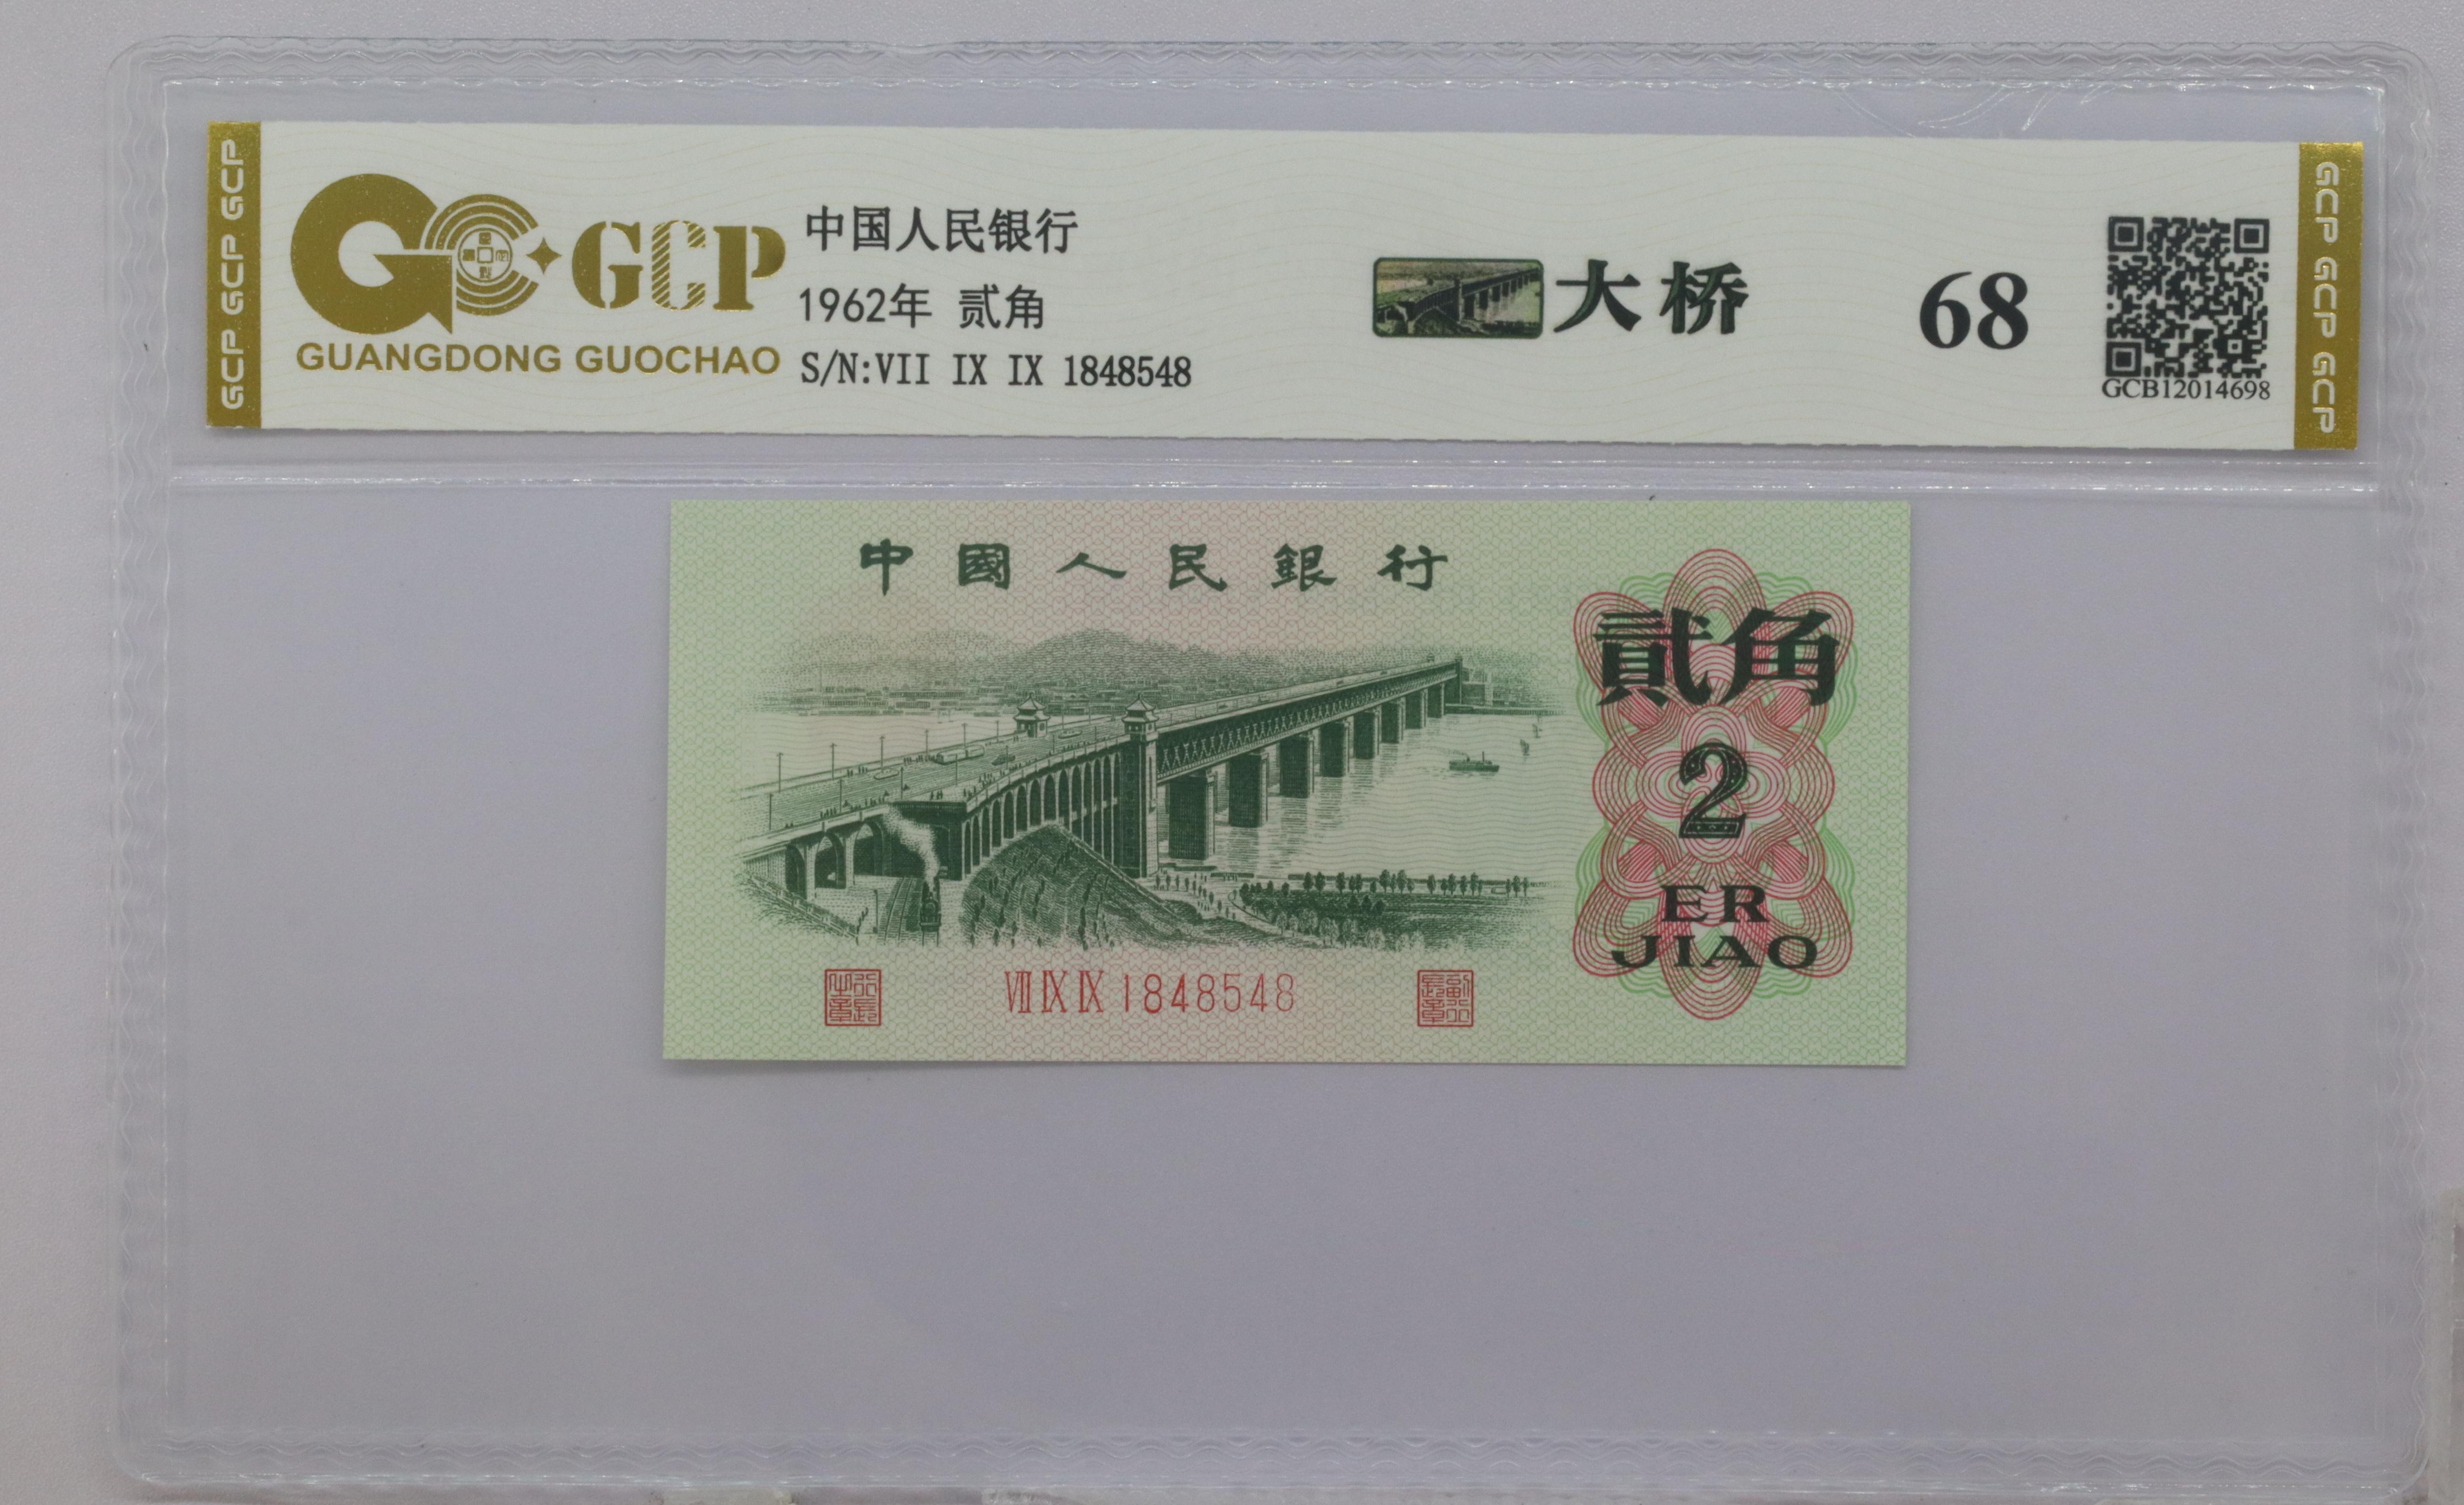 GCP GCP GCP
GCP
GUANGDONG GUOCHAO
中国人民银行
1962年 贰角
S/N:VII IX IX 1848548
大桥
68
GCB12014698
GCP GCP GCP
中國人民銀行
貳角
2
ER
JIAO
VII IX IX 1848548